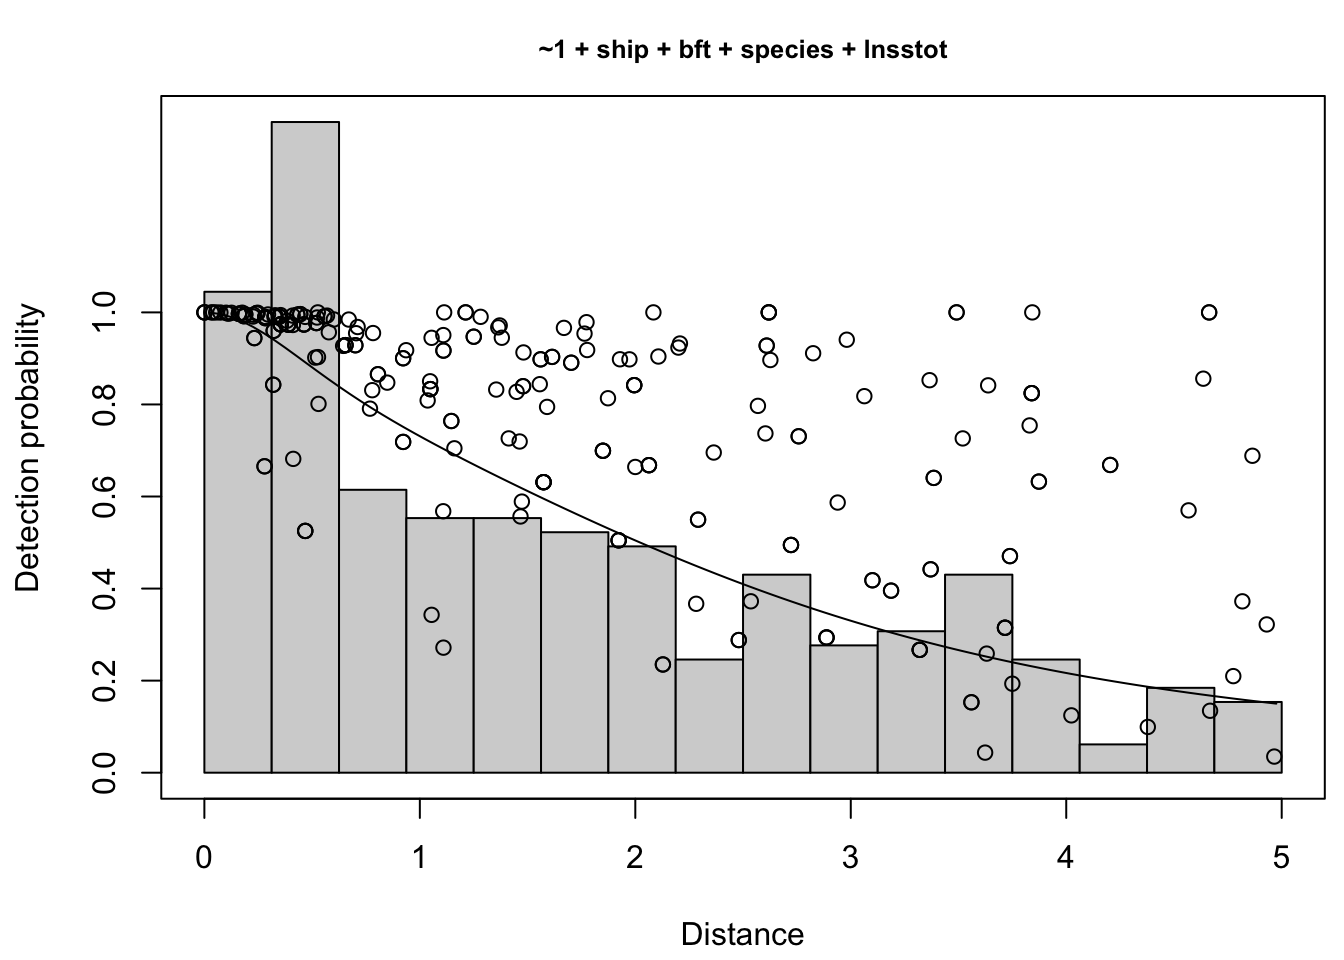 ~1 + ship + bft + species + lnsstot
Detection probability
1.0
0.8
0.6
0.4
0.2
0.0
0 1 2 3 4 5
Distance